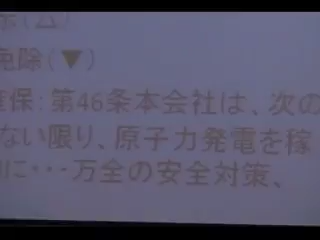 (△)
免除(▼)
保:第46条本会社は、次の
ない限り、原子力発電を稼
に・・・万全の安全対策、